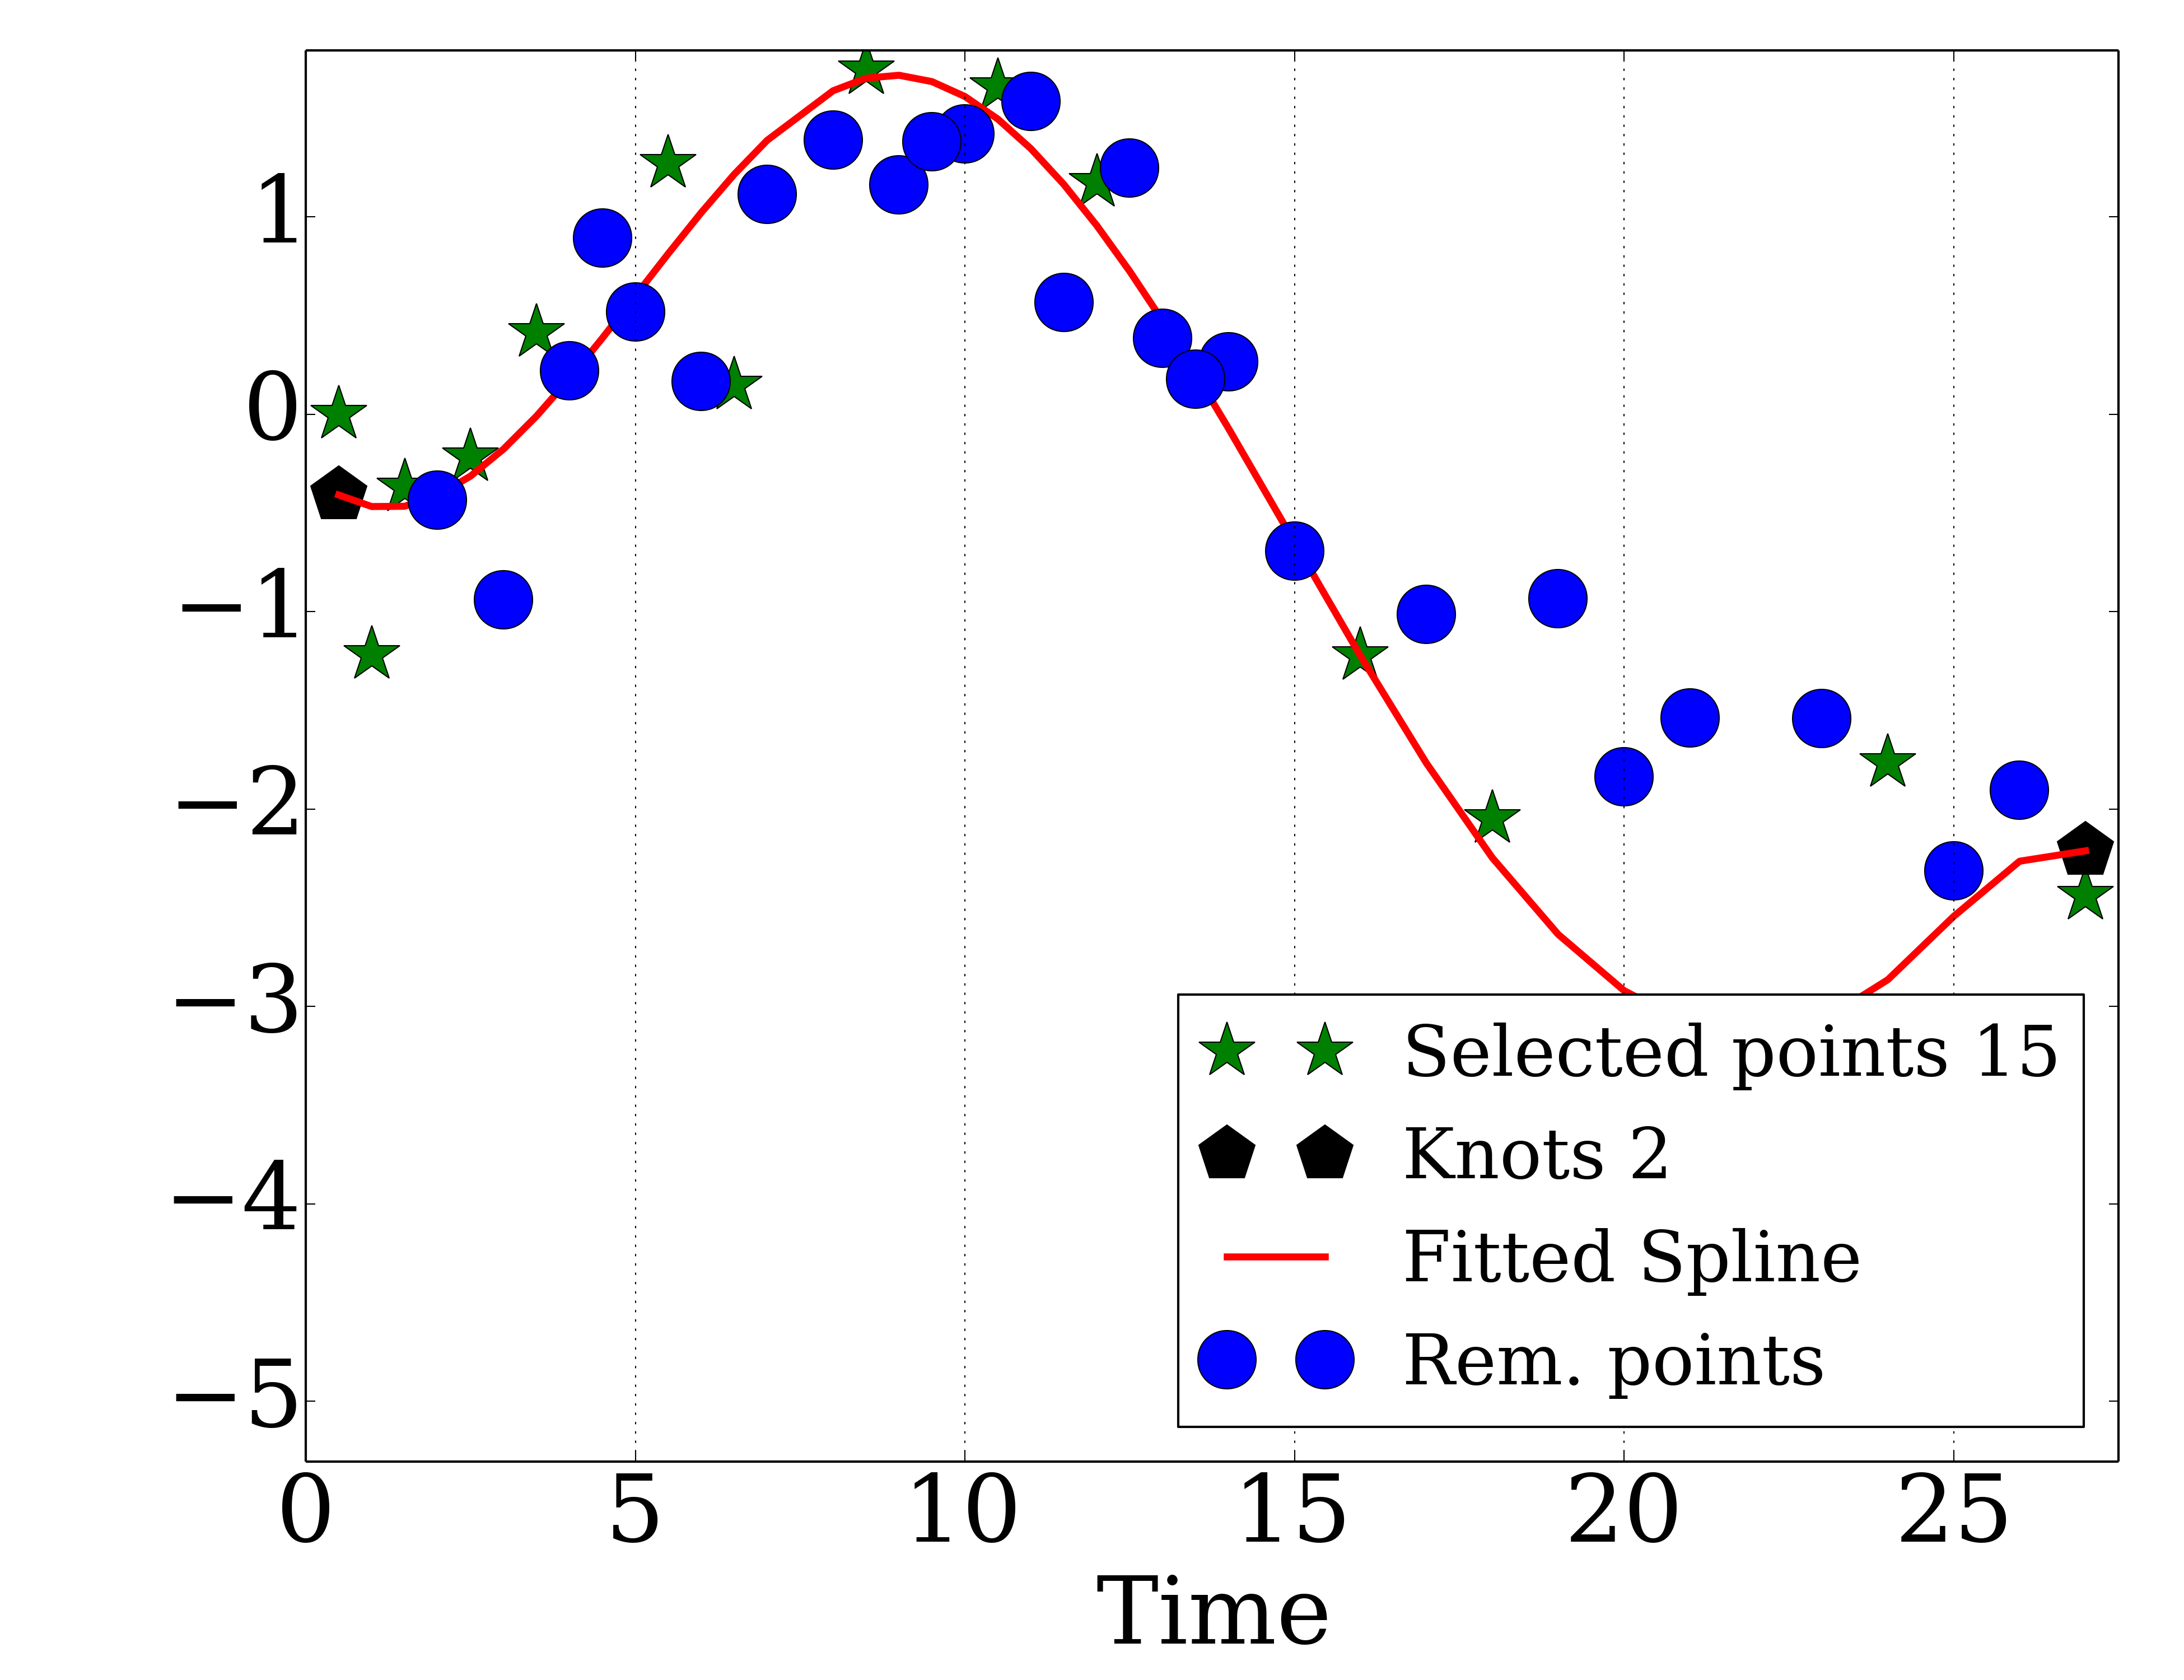 1
0
−1
−2
−3
−4
−5
Selected points 15
Knots 2
Fitted Spline
Rem. points
0 5 10 15 20 25
Time